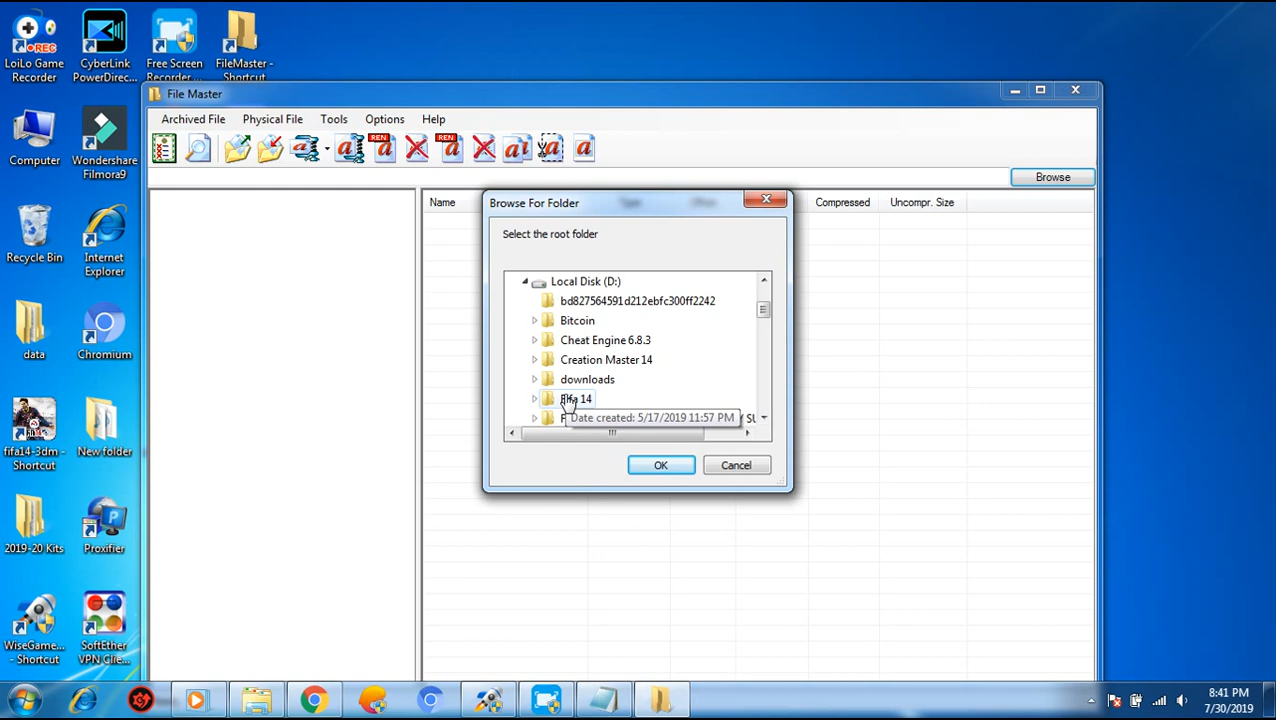 LoiLo Game
Recorder
CyberLink
PowerDirec...
Free Screen
Recorder...
FileMaster -
Shortcut
REC
File Master
Archived File
Physical File
Tools
Options
Help
REN
REN
Browse
Computer
Wondershare
Filmora9
Name
Compressed
Uncompr. Size
Browse For Folder
Select the root folder
Local Disk (D:)
bd827564591d212ebfc300ff2242
Bitcoin
Cheat Engine 6.8.3
Creation Master 14
downloads
fifa 14
Date created: 5/17/2019 11:57 PM
OK
Cancel
Recycle Bin
Internet
Explorer
data
Chromium
fifa14-3dm -
Shortcut
New folder
2019-20 Kits
Proxifier
WiseGame...
- Shortcut
SoftEther
VPN Clie...
8:41 PM
7/30/2019